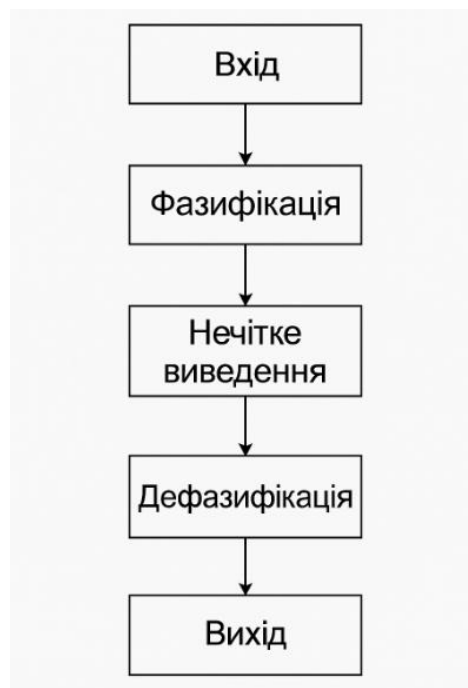 Вхід
Фазифікація
Нечітке
виведення
Дефазифікація
Вихід